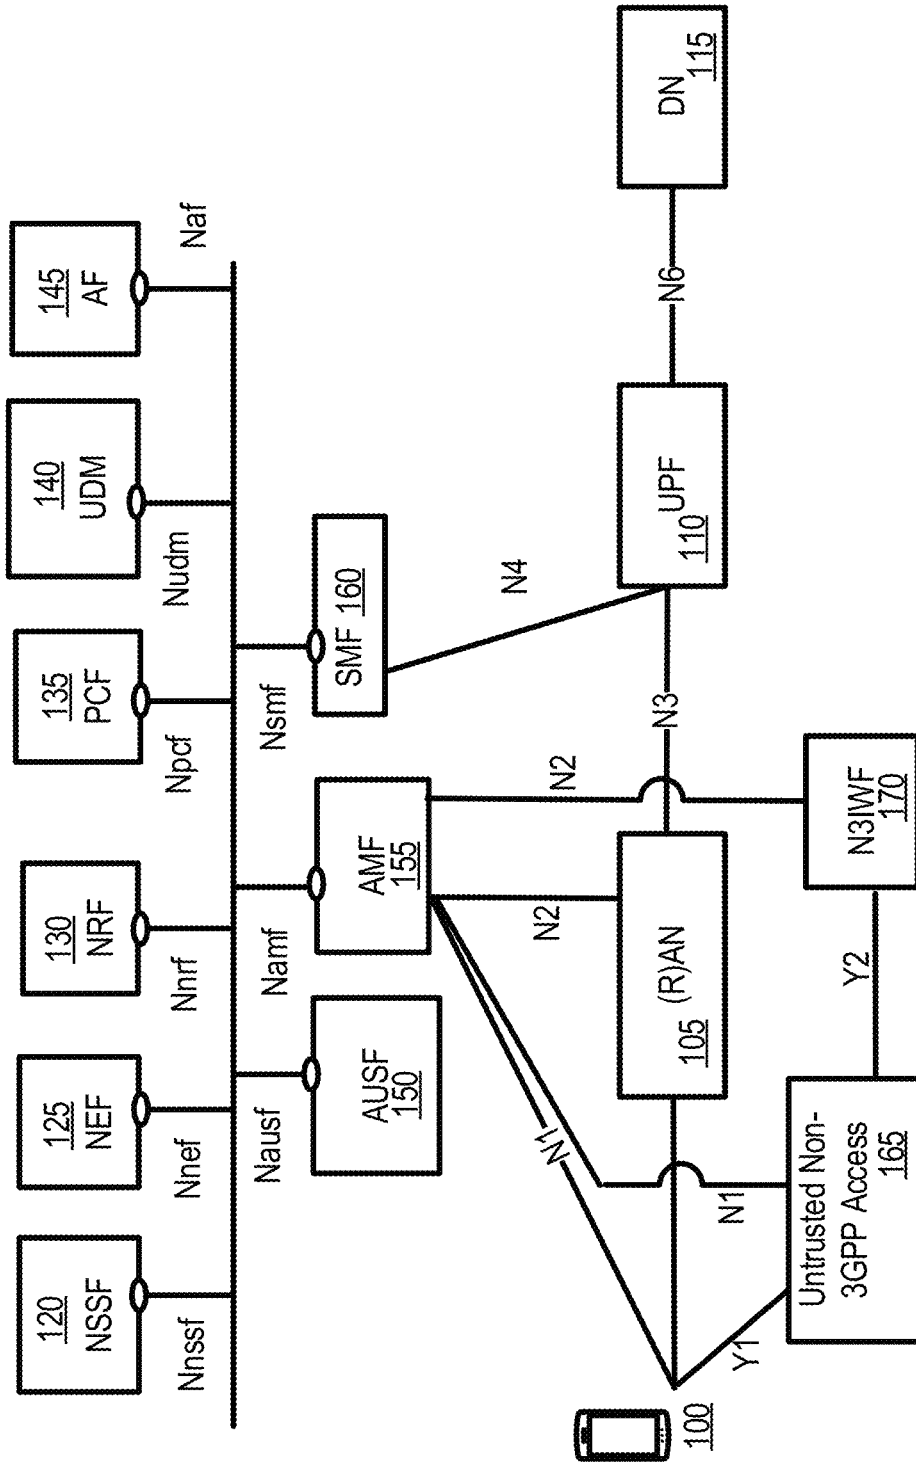 120
NSSF
125
NEF
130
NRF
135
PCF
140
UDM
145
AF
Nnssf
Nnef
Nnrf
Npcf
Nudm
Naf
Nausf
Namf
Nsmf
AUSF
150
AMF
155
SMF 160
N1
N2
N2
N4
N1
100
(R)AN
105
N3
UPF
110
N6
DN
115
Y1
Untrusted Non-
3GPP Access
165
Y2
N3IWF
170